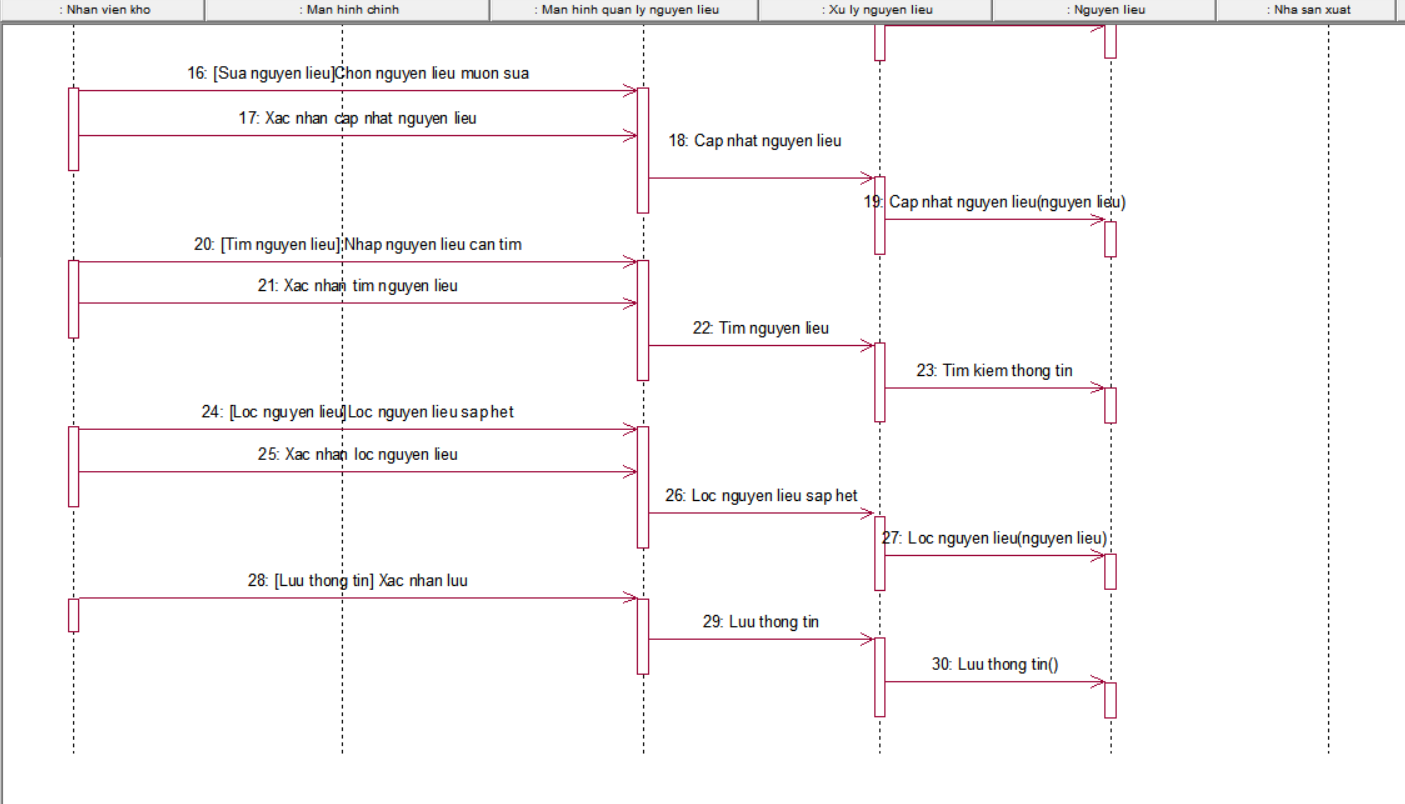 : Nhan vien kho
: Man hinh chinh
: Man hinh quan ly nguyen lieu
: Xu ly nguyen lieu
: Nguyen lieu
: Nha san xuat
16: [Sua nguyen lieu]Chon nguyen lieu muon sua
17: Xac nhan cap nhat nguyen lieu
18: Cap nhat nguyen lieu
19: Cap nhat nguyen lieu(nguyen lieu)
20: [Tim nguyen lieu] Nhap nguyen lieu can tim
21: Xac nhan tim nguyen lieu
22: Tim nguyen lieu
23: Tim kiem thong tin
24: [Loc nguyen lieu]Loc nguyen lieu sap het
25: Xac nhan loc nguyen lieu
26: Loc nguyen lieu sap het
27: Loc nguyen lieu(nguyen lieu)
28: [Luu thong tin] Xac nhan luu
29: Luu thong tin
30: Luu thong tin()